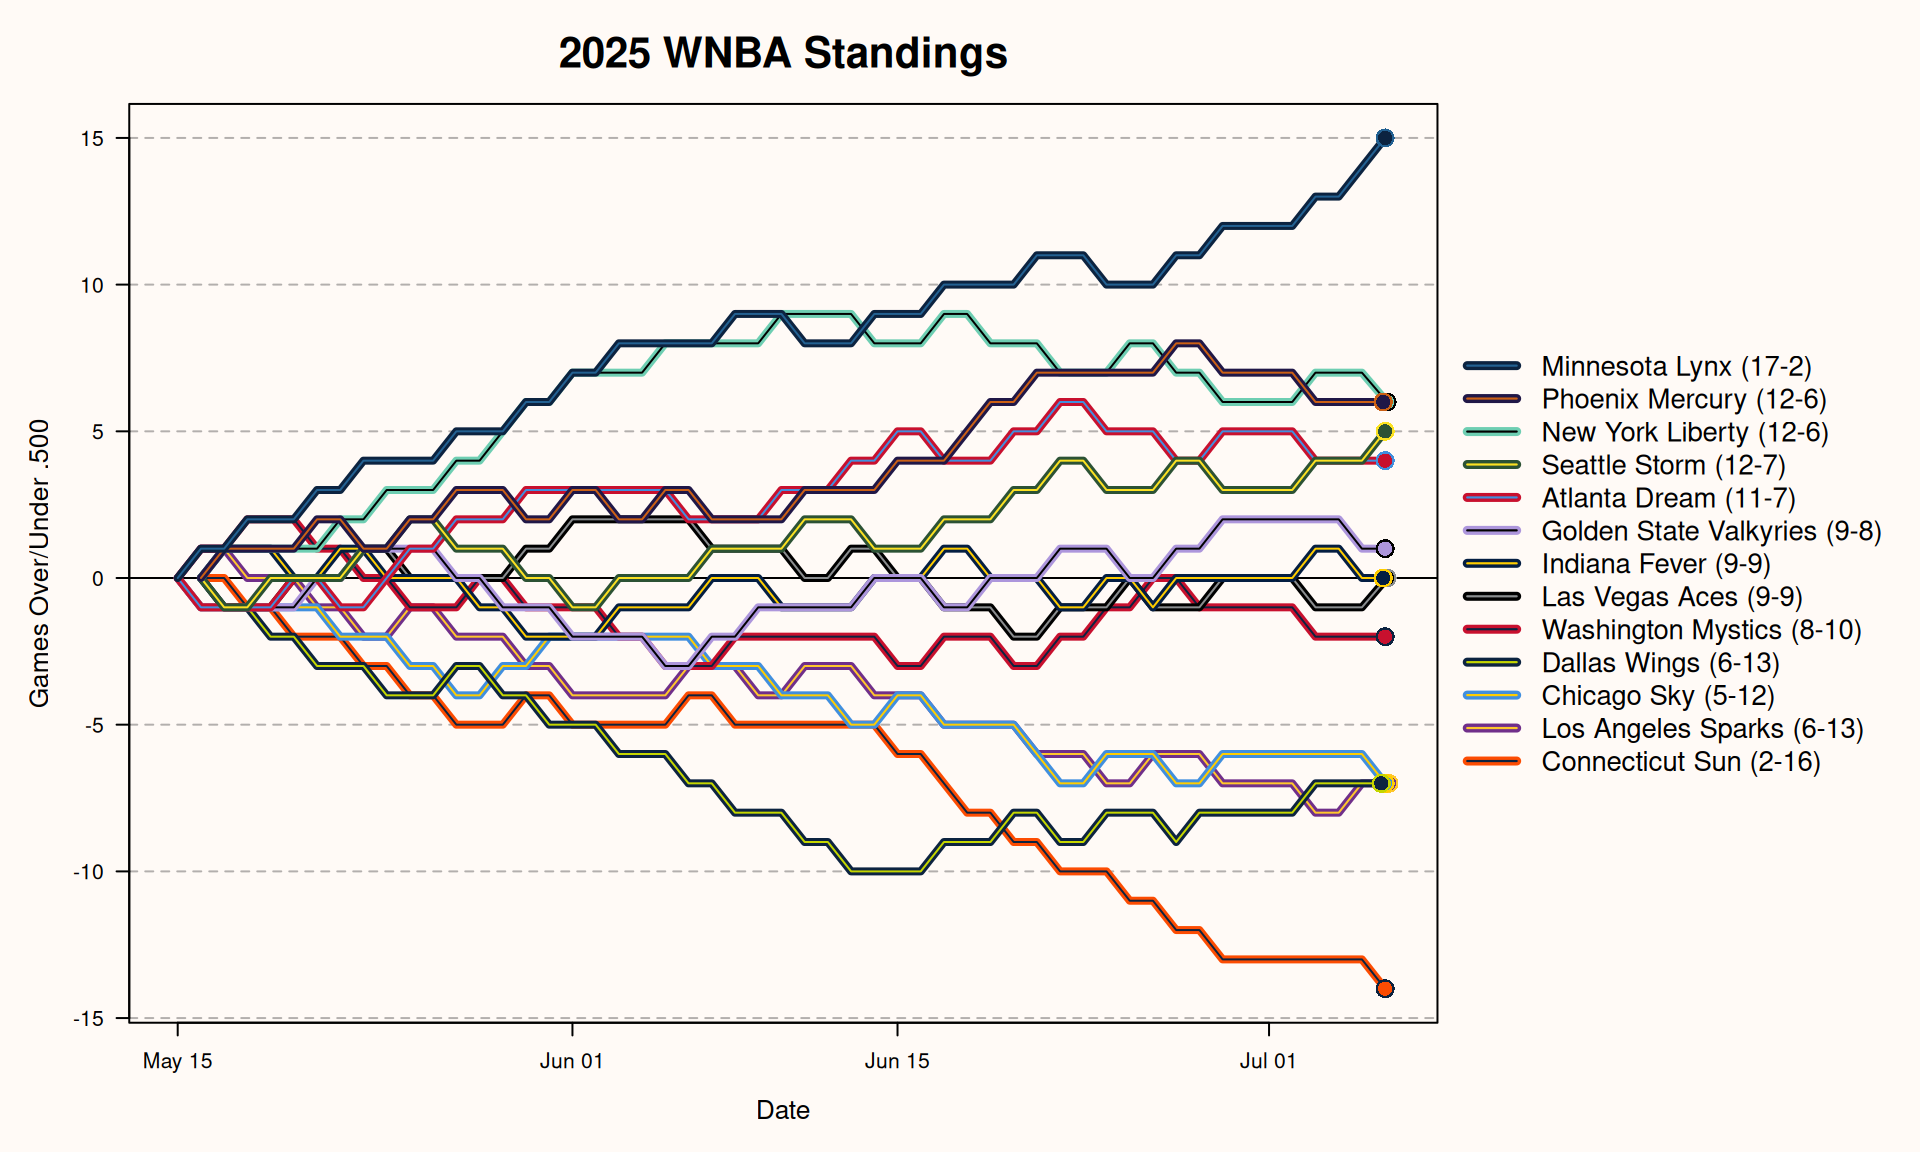 2025 WNBA Standings
Games Over/Under .500
15
10
5
0
-5
-10
-15
May 15
Jun 01
Jun 15
Jul 01
Date
Minnesota Lynx (17-2)
Phoenix Mercury (12-6)
New York Liberty (12-6)
Seattle Storm (12-7)
Atlanta Dream (11-7)
Golden State Valkyries (9-8)
Indiana Fever (9-9)
Las Vegas Aces (9-9)
Washington Mystics (8-10)
Dallas Wings (6-13)
Chicago Sky (5-12)
Los Angeles Sparks (6-13)
Connecticut Sun (2-16)